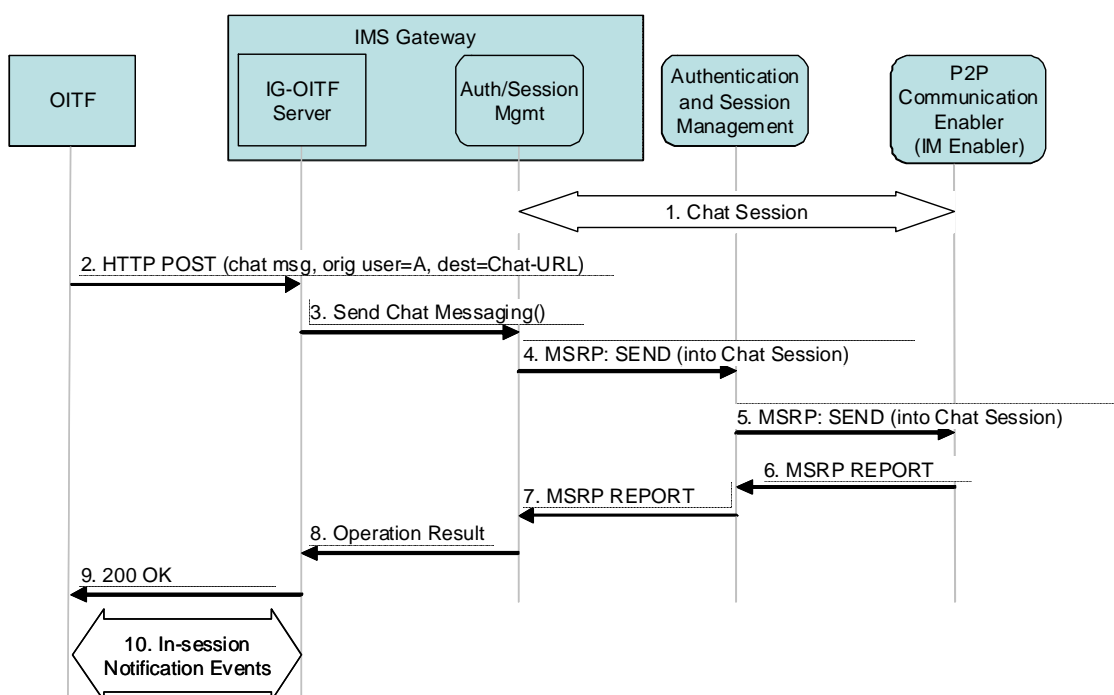 IMS Gateway
OITF
IG-OITF
Server
Auth/Session
Mgmt
Authentication
and Session
Management
P2P
Communication
Enabler
(IM Enabler)
1. Chat Session
2. HTTP POST (chat msg, orig user=A, dest=Chat-URL)
3. Send Chat Messaging()
4. MSRP: SEND (into Chat Session)
5. MSRP: SEND (into Chat Session)
6. MSRP REPORT
7. MSRP REPORT
8. Operation Result
9. 200 OK
10. In-session
Notification Events